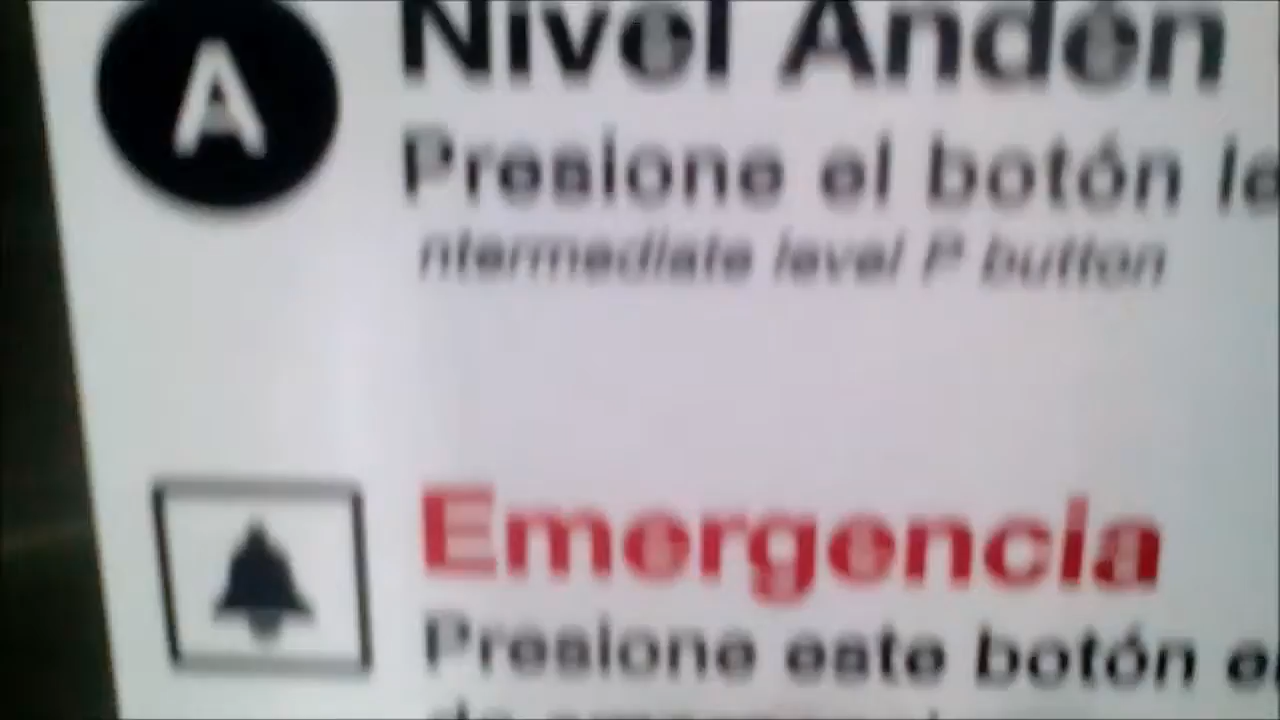 A
Nivel Andén
Presione el botón
ntermediate level P button
Emergencia
Presione este botón